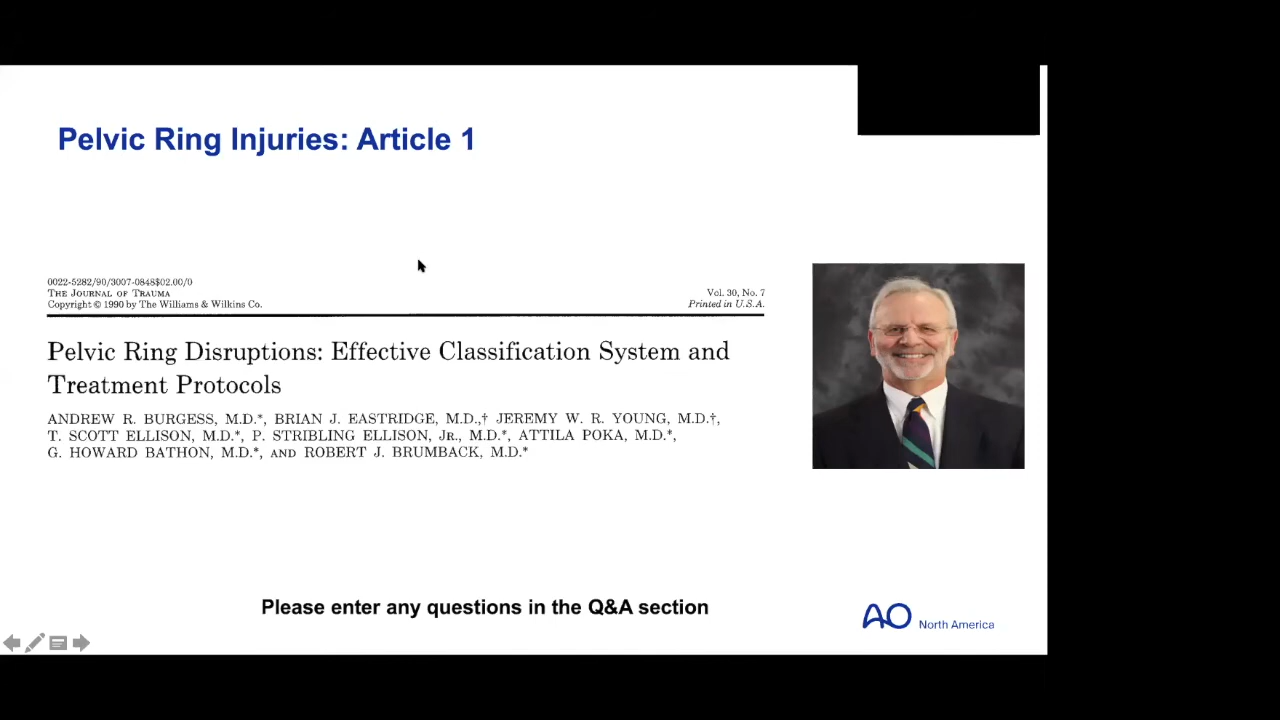 Pelvic Ring Injuries: Article 1
0022-5282/90/3007-0848$02.00/0
THE JOURNAL OF TRAUMA
Copyright © 1990 by The Williams & Wilkins Co.
Vol. 30, No. 7
Printed in U.S.A.
Pelvic Ring Disruptions: Effective Classification System and
Treatment Protocols
ANDREW R. BURGESS, M.D.*, BRIAN J. EASTRIDGE, M.D.,† JEREMY W. R. YOUNG, M.D.†,
T. SCOTT ELLISON, M.D.*, P. STRIBLING ELLISON, JR., M.D.*, ATTILA POKA, M.D.*,
G. HOWARD BATHON, M.D.*, AND ROBERT J. BRUMBACK, M.D.*
Please enter any questions in the Q&A section
AO North America